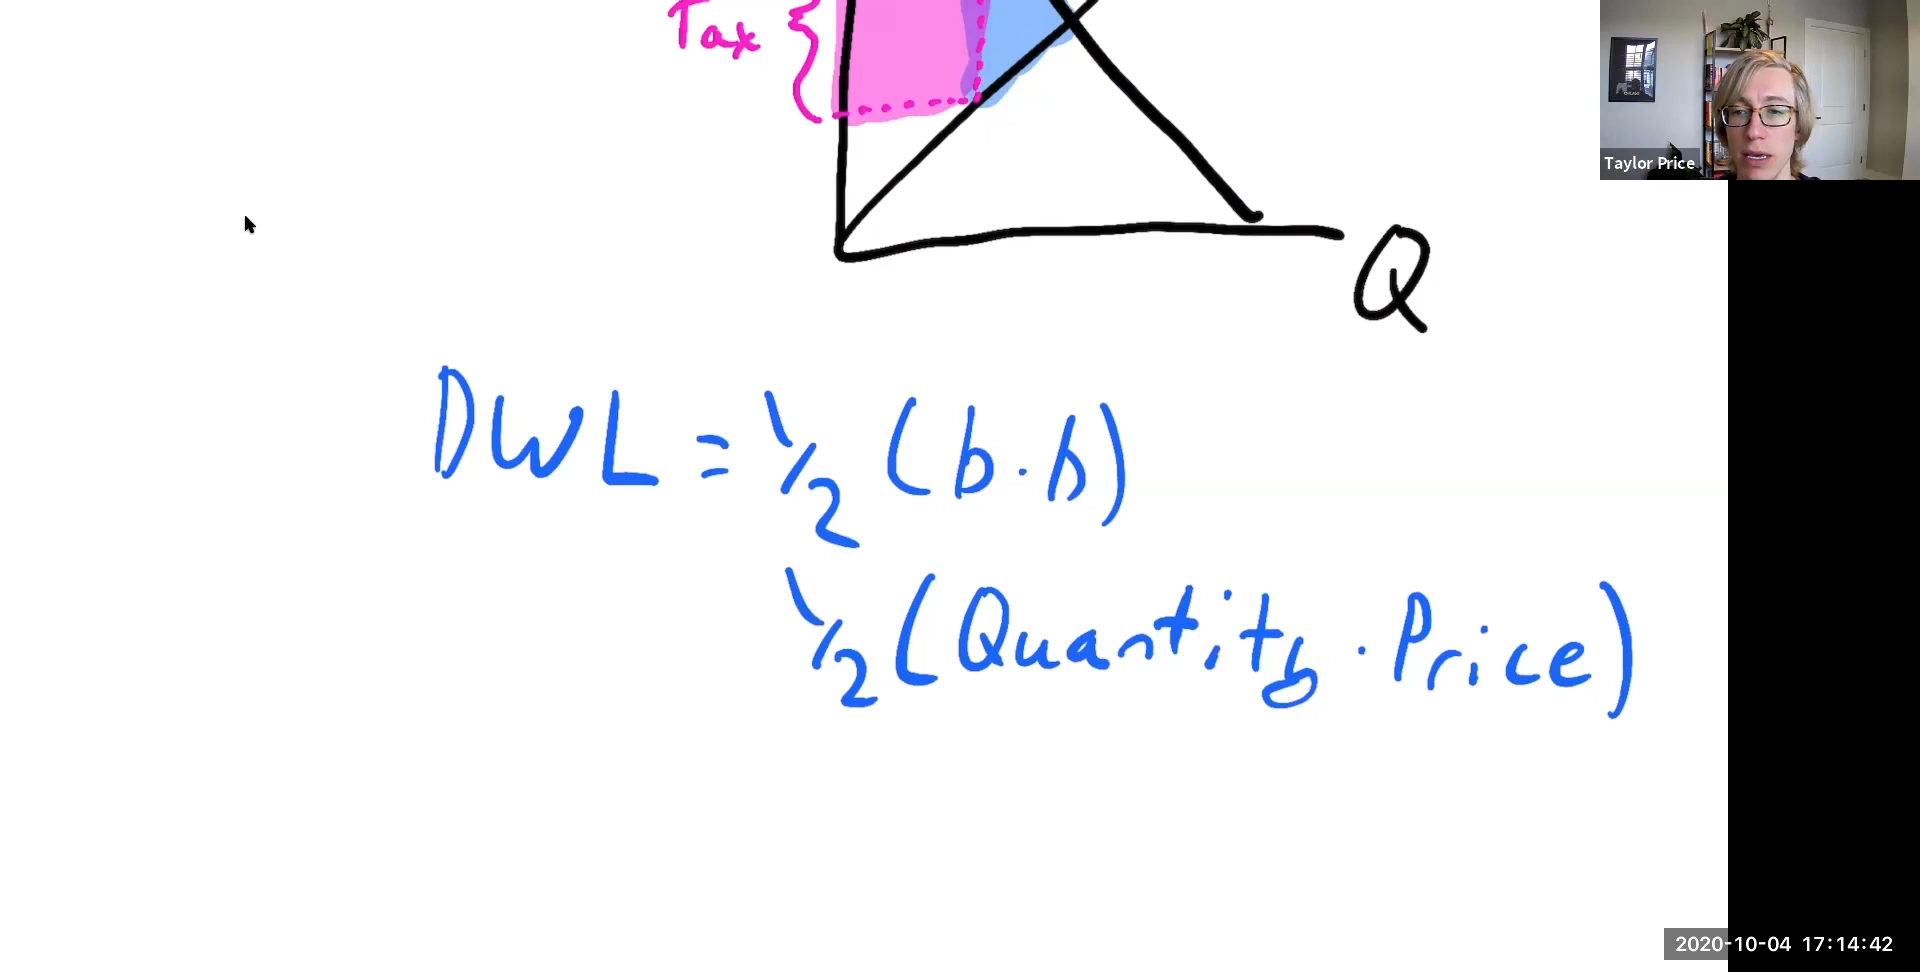 Tax
Taylor Price
Q
DWL = 1/2 (b·h)
1/2 (Quantity · Price)
2020-10-04 17:14:42